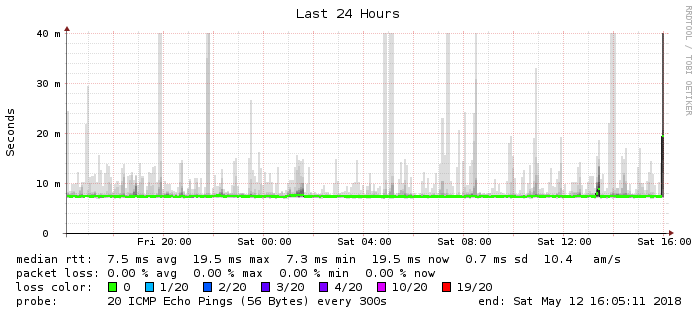 Last 24 Hours
RRDTOOL / TOBI OETIKER
Seconds
40 m
30 m
20 m
10 m
0
Fri 20:00 Sat 00:00 Sat 04:00 Sat 08:00 Sat 12:00 Sat 16:00
median rtt: 7.5 ms avg 19.5 ms max 7.3 ms min 19.5 ms now 0.7 ms sd 10.4 am/s
packet loss: 0.00 % avg 0.00 % max 0.00 % min 0.00 % now
loss color: 0 1/20 2/20 3/20 4/20 10/20 19/20
probe: 20 ICMP Echo Pings (56 Bytes) every 300s end: Sat May 12 16:05:11 2018